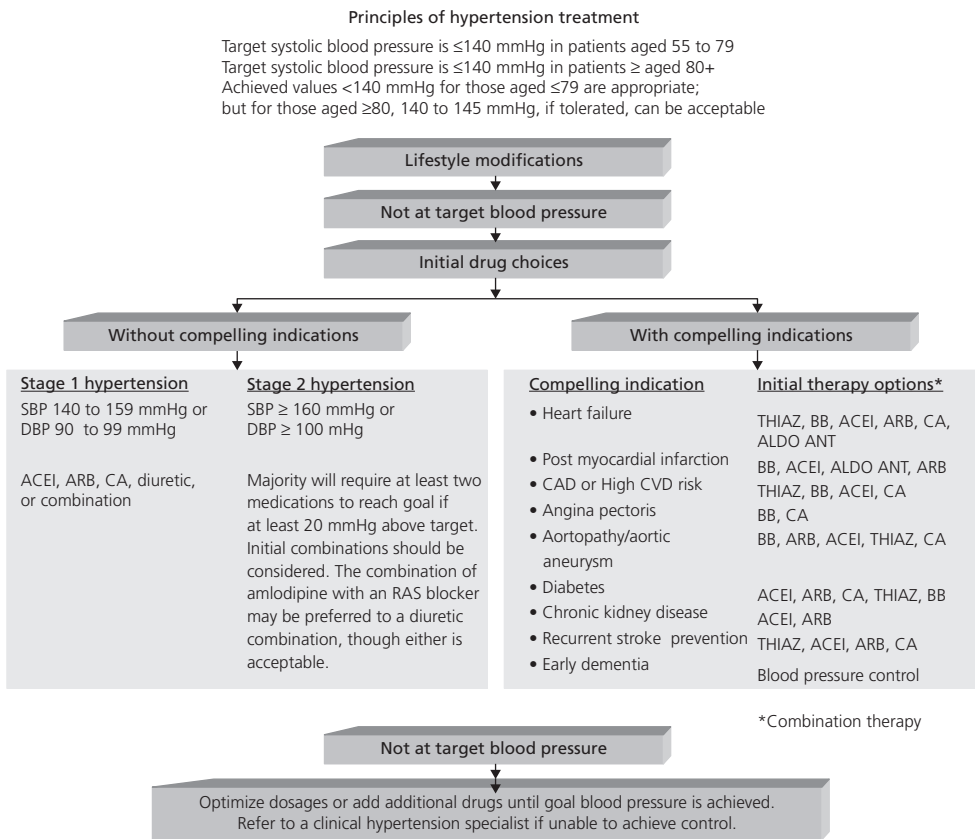 Principles of hypertension treatment
Target systolic blood pressure is ≤140 mmHg in patients aged 55 to 79
Target systolic blood pressure is ≤140 mmHg in patients ≥ aged 80+
Achieved values <140 mmHg for those aged ≤79 are appropriate;
but for those aged ≥80, 140 to 145 mmHg, if tolerated, can be acceptable
Lifestyle modifications
Not at target blood pressure
Initial drug choices
Without compelling indications
Stage 1 hypertension
SBP 140 to 159 mmHg or
DBP 90 to 99 mmHg
ACEI, ARB, CA, diuretic,
or combination
Stage 2 hypertension
SBP ≥ 160 mmHg or
DBP ≥ 100 mHg
Majority will require at least two
medications to reach goal if
at least 20 mmHg above target.
Initial combinations should be
considered. The combination of
amlodipine with an RAS blocker
may be preferred to a diuretic
combination, though either is
acceptable.
With compelling indications
Compelling indication
• Heart failure
• Post myocardial infarction
• CAD or High CVD risk
• Angina pectoris
• Aortopathy/aortic
aneurysm
• Diabetes
• Chronic kidney disease
• Recurrent stroke prevention
• Early dementia
Initial therapy options*
THIAZ, BB, ACEI, ARB, CA,
ALDO ANT
BB, ACEI, ALDO ANT, ARB
THIAZ, BB, ACEI, CA
BB, CA
BB, ARB, ACEI, THIAZ, CA
ACEI, ARB, CA, THIAZ, BB
ACEI, ARB
THIAZ, ACEI, ARB, CA
Blood pressure control
*Combination therapy
Not at target blood pressure
Optimize dosages or add additional drugs until goal blood pressure is achieved.
Refer to a clinical hypertension specialist if unable to achieve control.